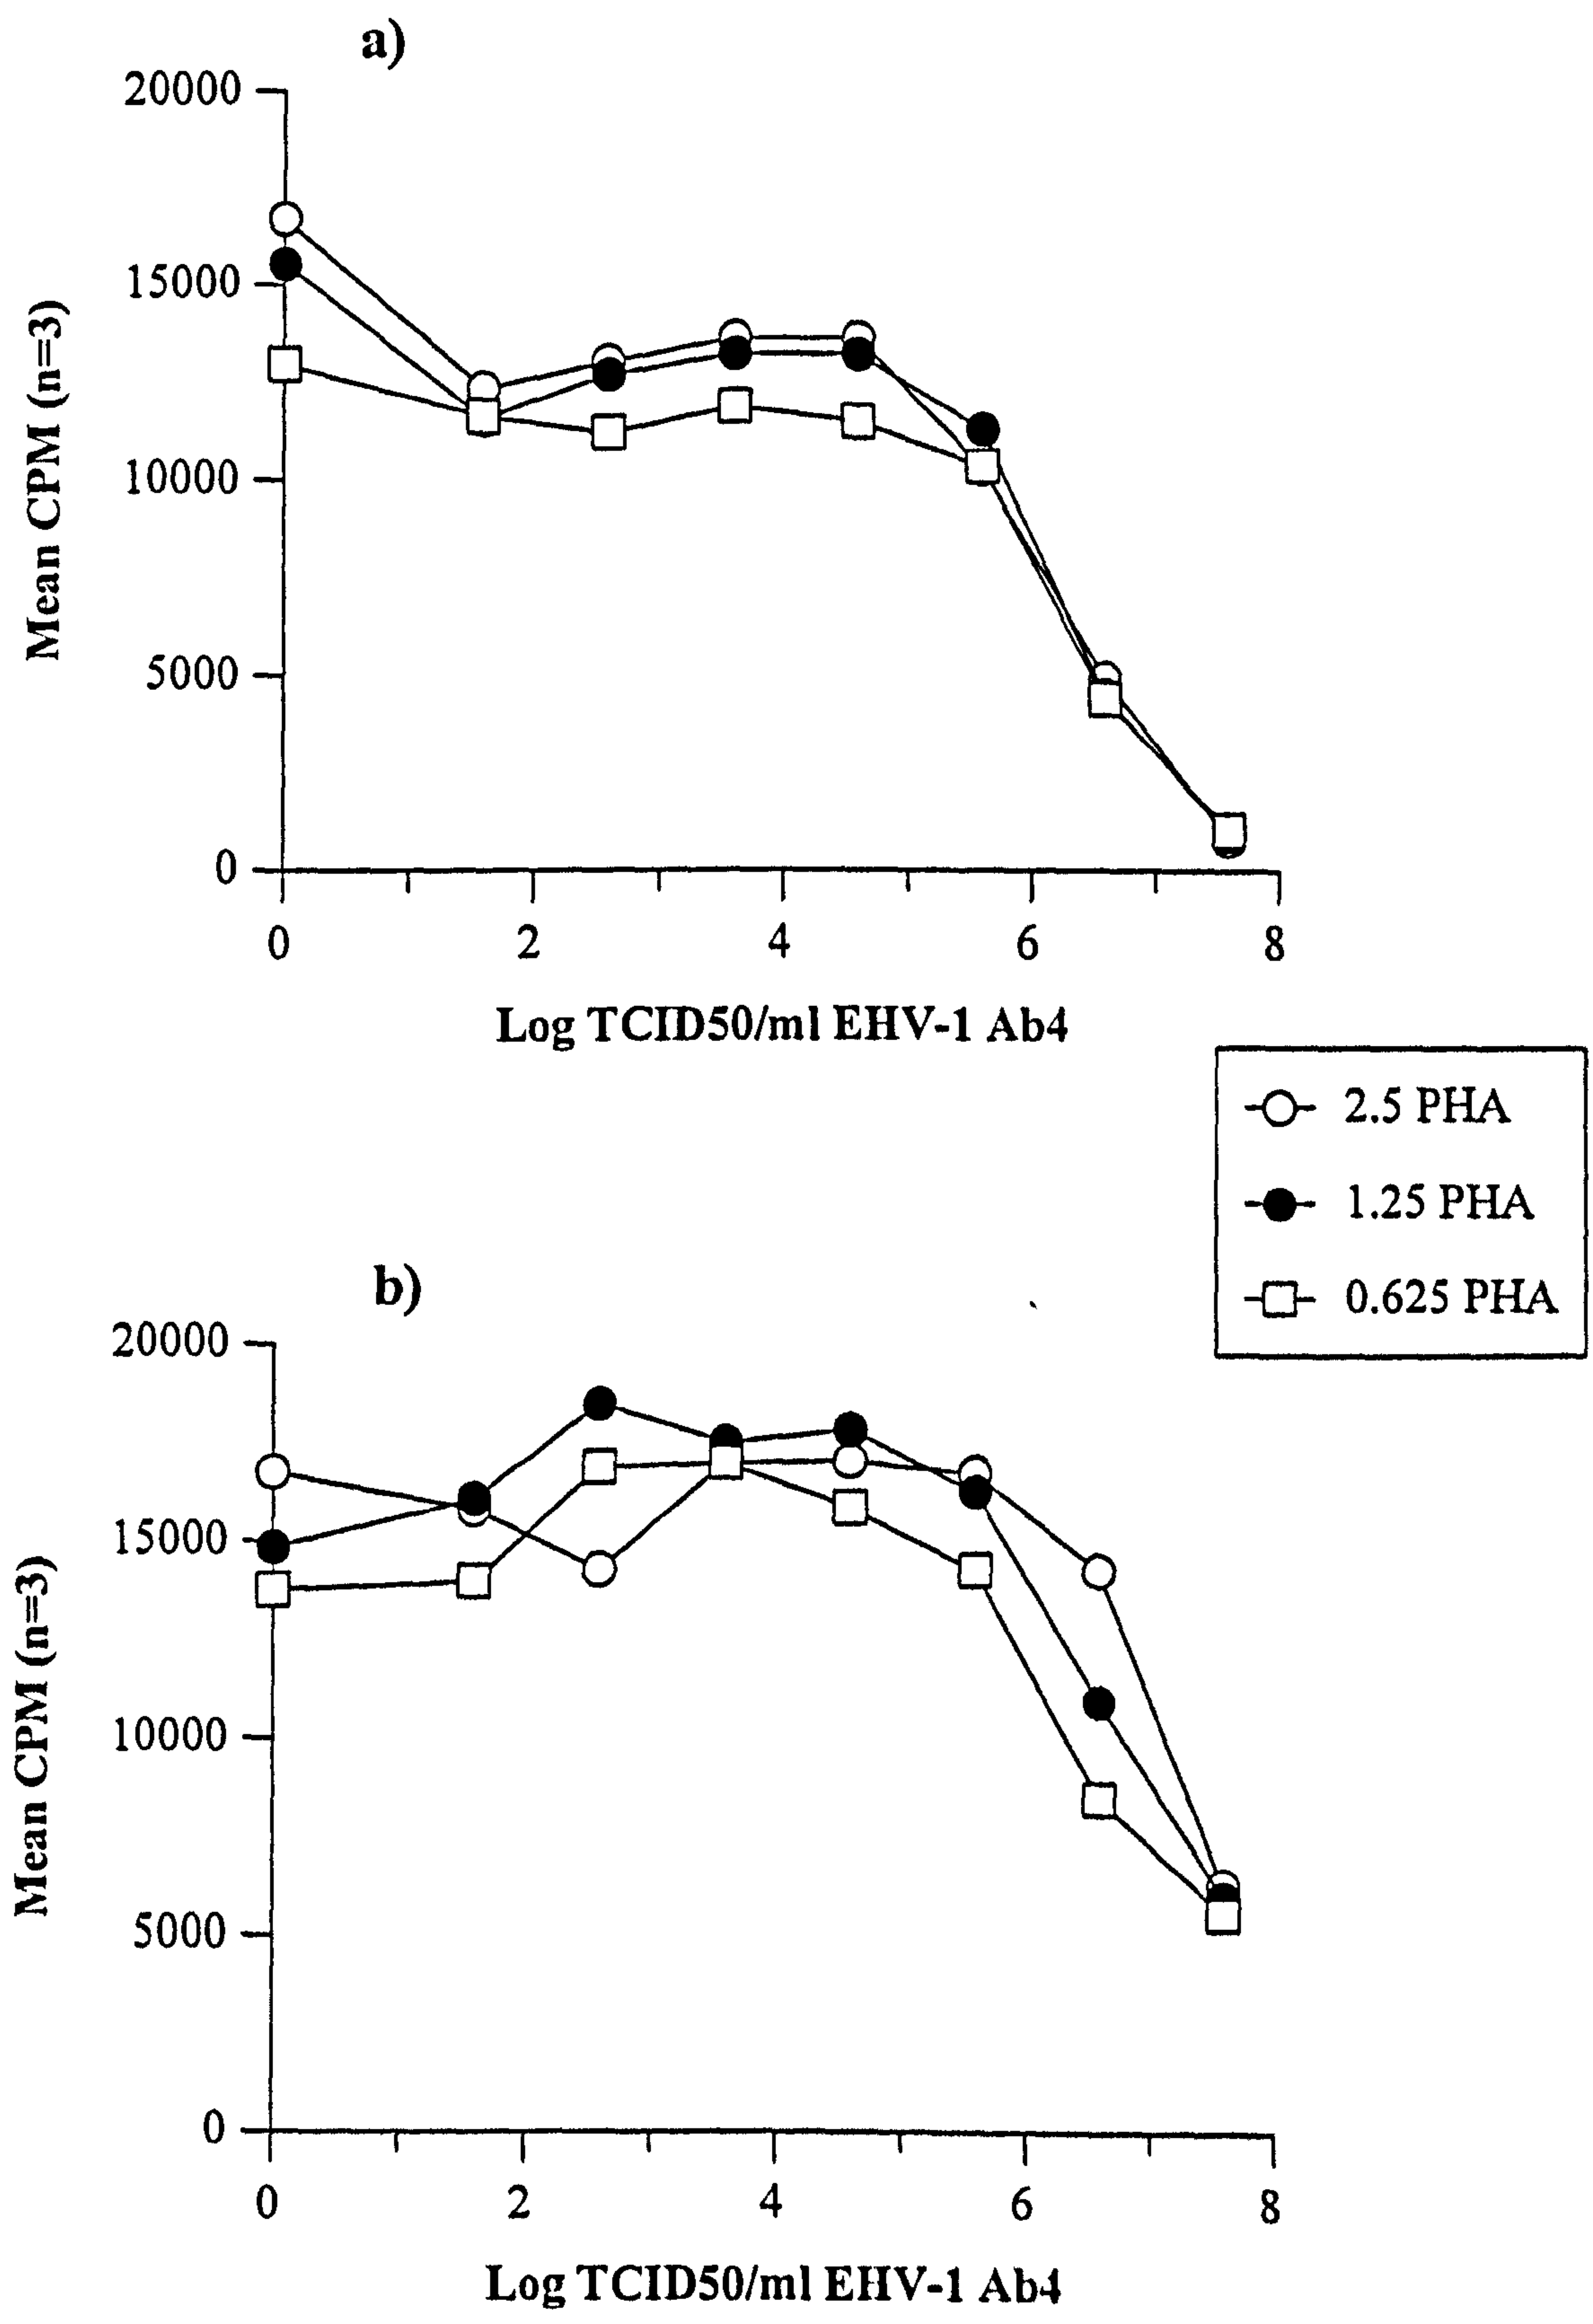 a)
20000
15000
10000
5000
0
Mean CPM (n=3)
0 2 4 6 8
Log TCID50/ml EHV-1 Ab4
2.5 PHA
1.25 PHA
0.625 PHA
b)
20000
15000
10000
5000
0
Mean CPM (n=3)
0 2 4 6 8
Log TCID50/ml EHV-1 Ab4